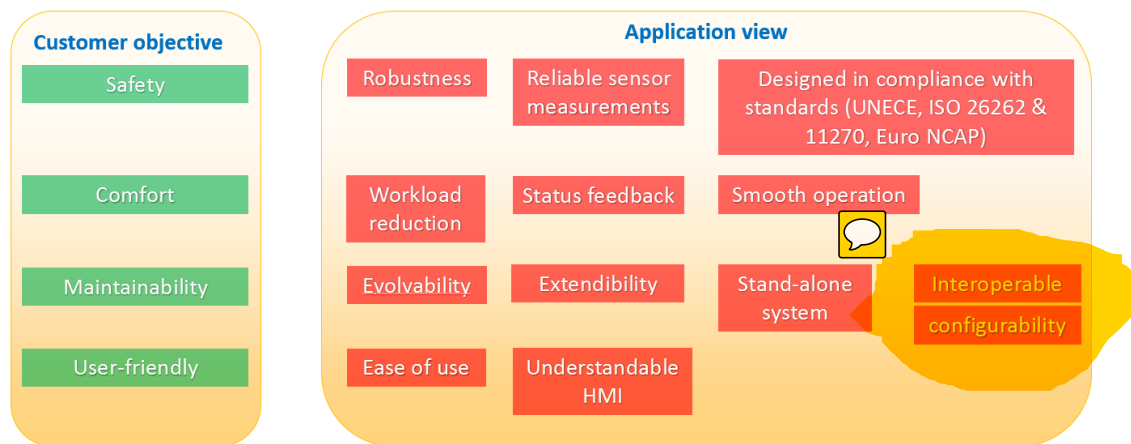 Customer objective
Safety
Comfort
Maintainability
User-friendly
Application view
Robustness
Reliable sensor
measurements
Designed in compliance with
standards (UNECE, ISO 26262 &
11270, Euro NCAP)
Workload
reduction
Status feedback
Smooth operation
Evolvability
Extendibility
Stand-alone
system
Interoperable
configurability
Ease of use
Understandable
HMI